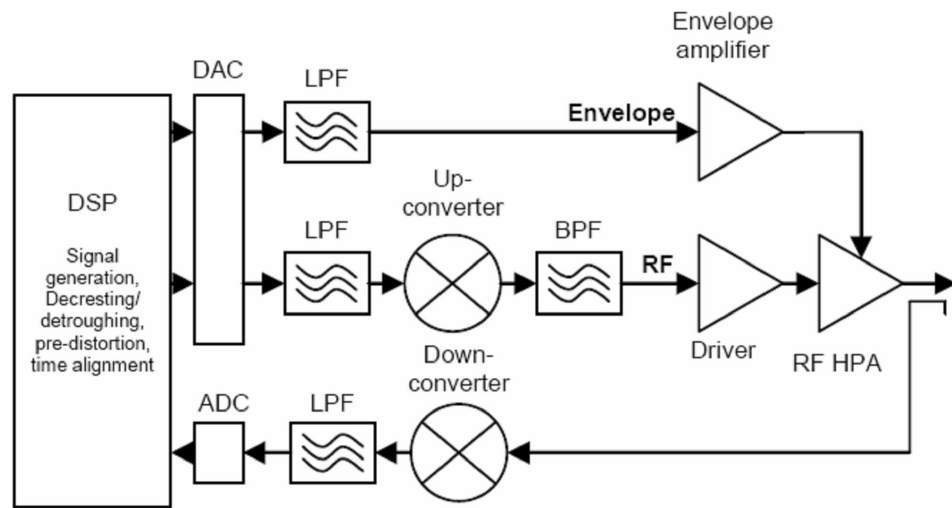 Envelope
amplifier
DAC
LPF
Envelope
DSP
Signal
generation,
Decresting/
detroughing,
pre-distortion,
time alignment
Up-
converter
LPF
BPF
RF
Driver
RF HPA
Down-
converter
ADC
LPF